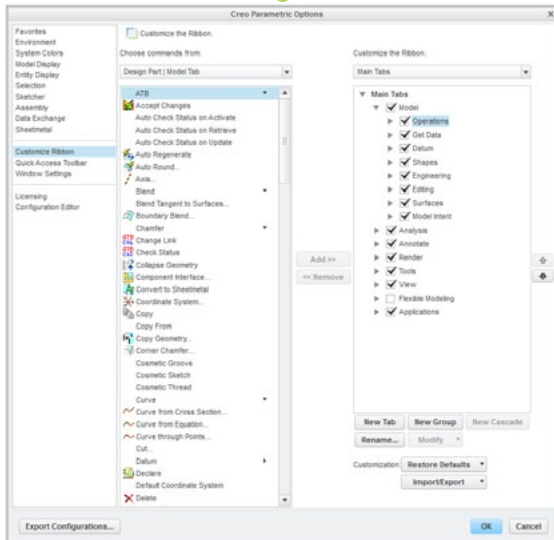 Creo Parametric Options
Favorites
Environment
System Colors
Model Display
Entity Display
Selection
Sketcher
Assembly
Data Exchange
Sheetmetal
Customize Ribbon
Quick Access Toolbar
Window Settings
Licensing
Configuration Editor
Customize the Ribbon.
Choose commands from:
Design Part | Model Tab
ATB
Accept Changes
Auto Check Status on Activate
Auto Check Status on Retrieve
Auto Check Status on Update
Auto Regenerate
Auto Round...
Axis...
Blend
Blend Tangent to Surfaces...
Boundary Blend...
Chamfer
Change Link
Check Status
Collapse Geometry
Component Interface...
Convert to Sheetmetal
Coordinate System...
Copy
Copy From
Copy Geometry...
Corner Chamfer...
Cosmetic Groove
Cosmetic Sketch
Cosmetic Thread
Curve
Curve from Cross Section...
Curve from Equation...
Curve through Points...
Cut...
Datum
Declare
Default Coordinate System
Delete
Add >>
<< Remove
Customize the Ribbon:
Main Tabs
Main Tabs
Model
Operations
Get Data
Datum
Shapes
Engineering
Editing
Surfaces
Model Intent
Analysis
Annotate
Render
Tools
View
Flexible Modeling
Applications
New Tab New Group New Cascade
Rename... Modify
Customization: Restore Defaults
Import/Export
Export Configurations...
OK Cancel